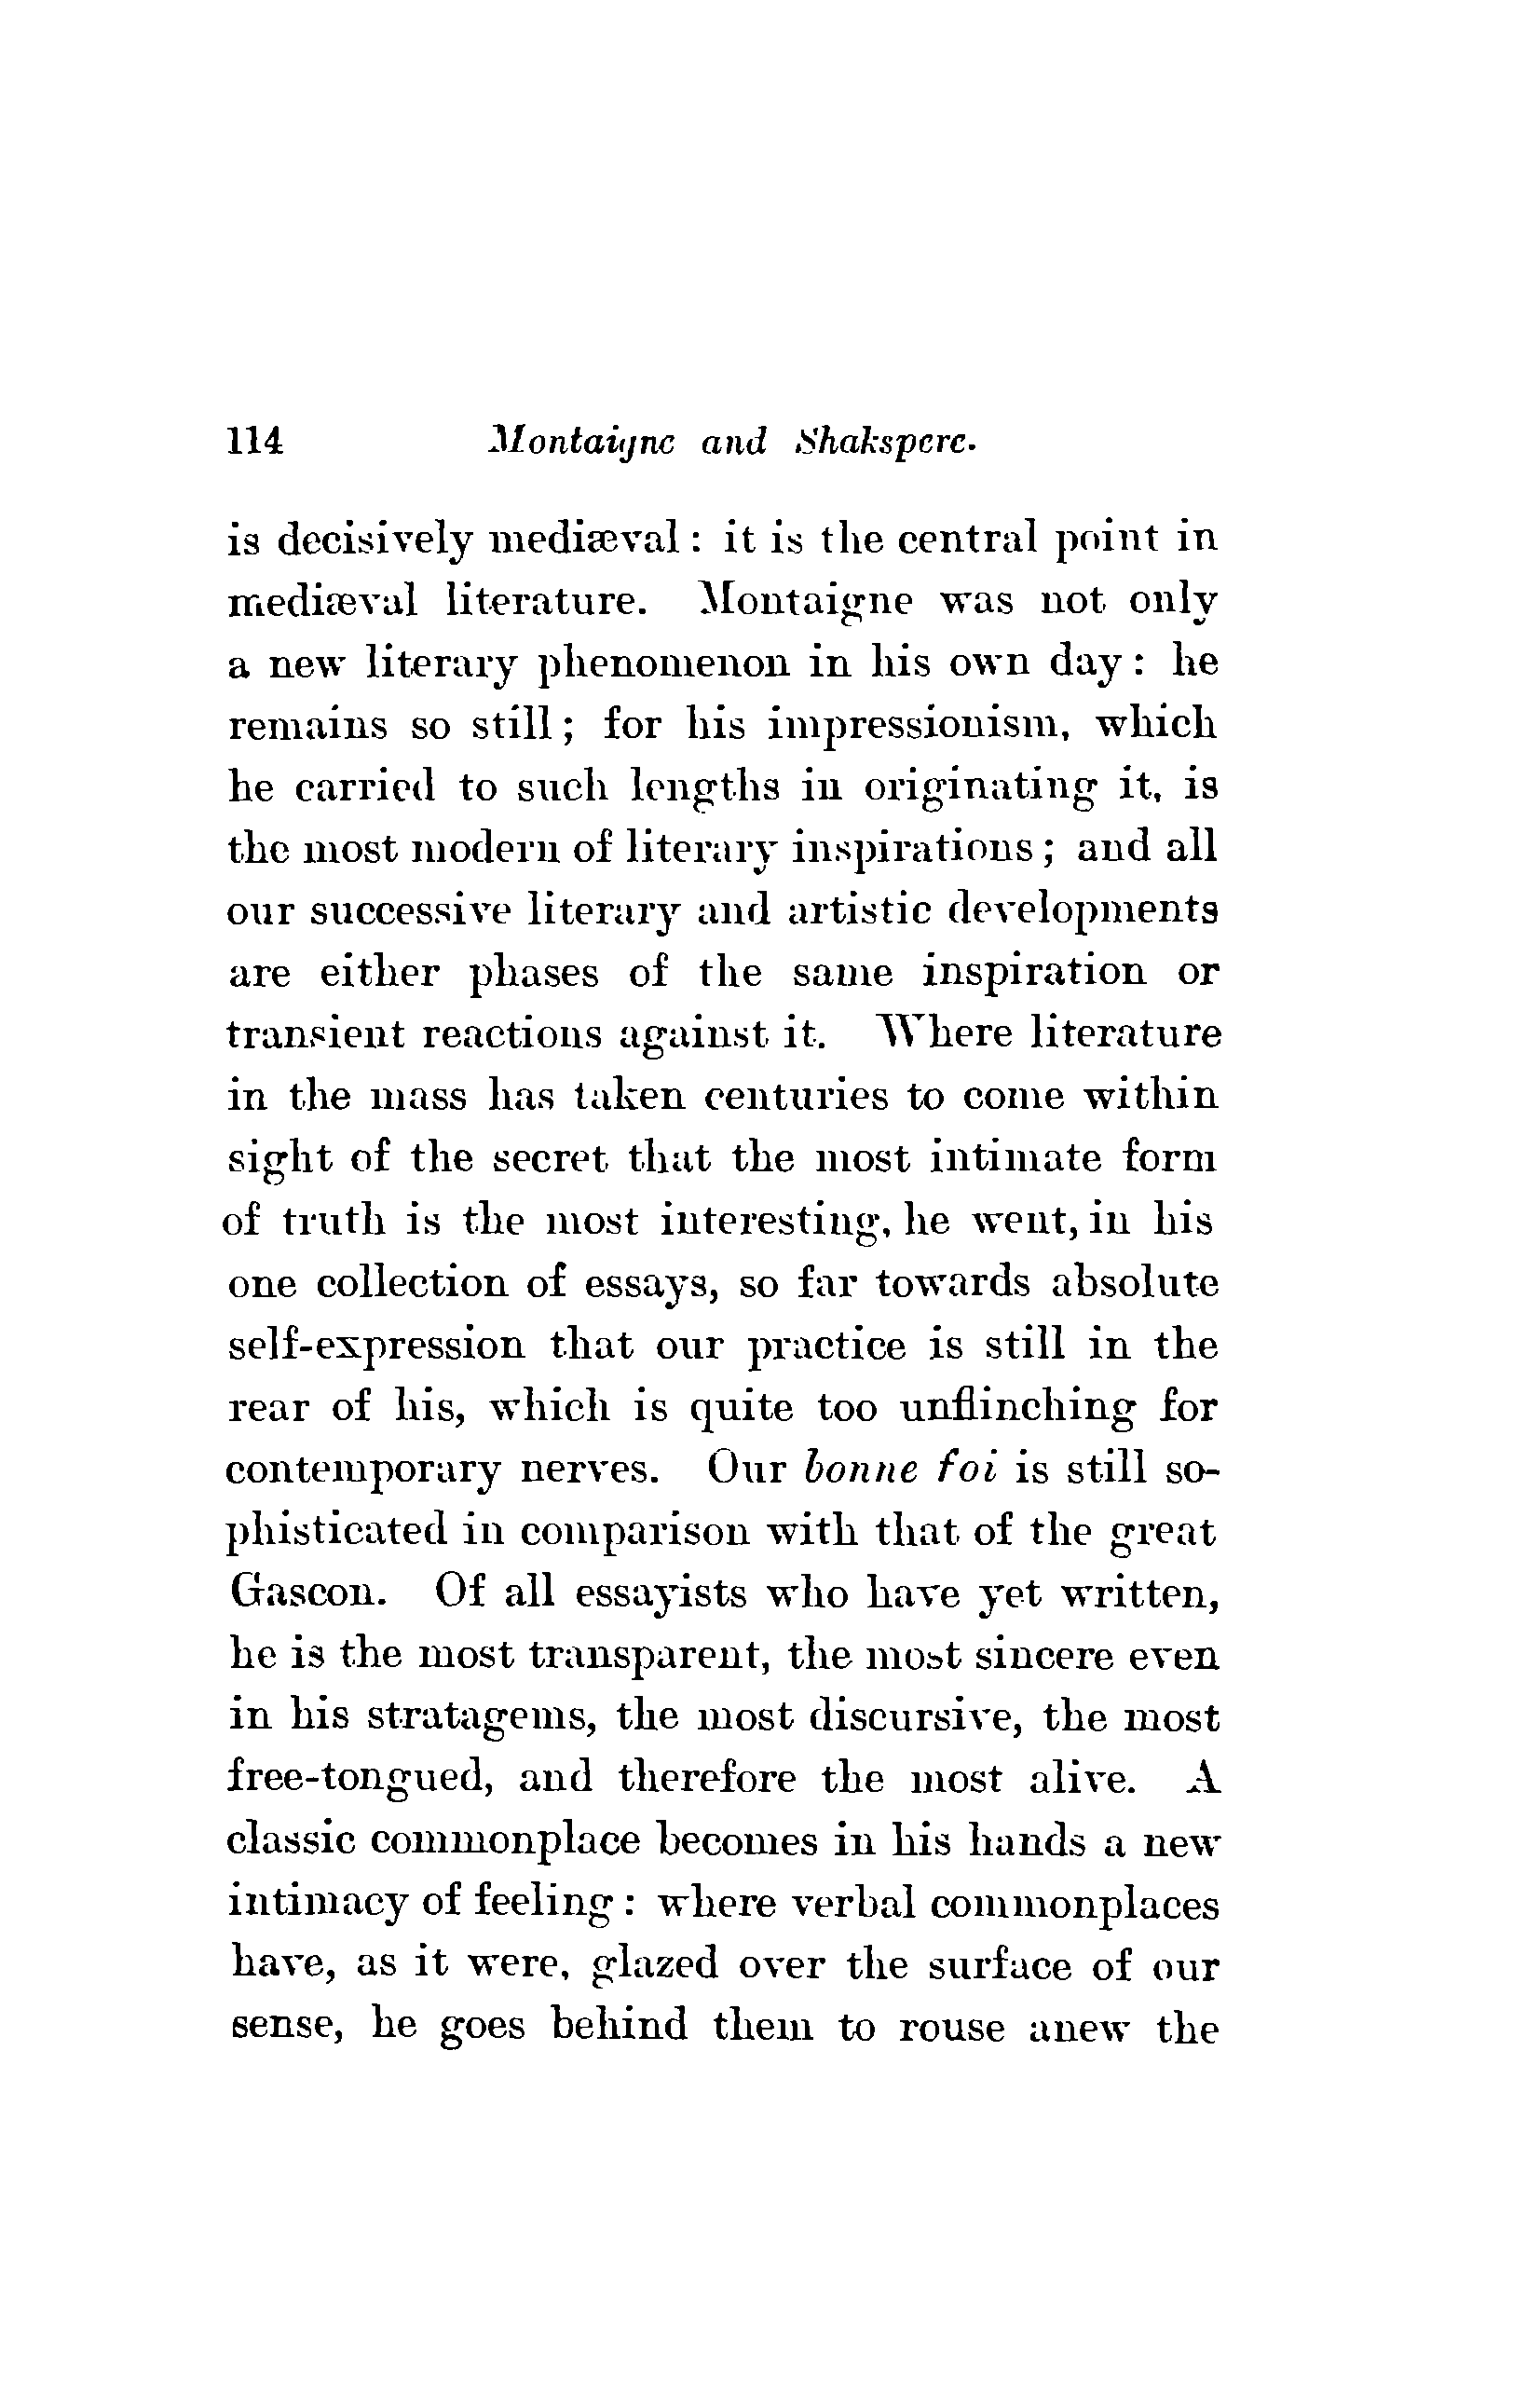 114 Montaigne and Shakspere.
is decisively mediæval : it is the central point in
mediæval literature. Montaigne was not only
a new literary phenomenon in his own day : he
remains so still ; for his impressionism, which
he carried to such lengths in originating it, is
the most modern of literary inspirations ; and all
our successive literary and artistic developments
are either phases of the same inspiration or
transient reactions against it. Where literature
in the mass has taken centuries to come within
sight of the secret that the most intimate form
of truth is the most interesting, he went, in his
one collection of essays, so far towards absolute
self-expression that our practice is still in the
rear of his, which is quite too unflinching for
contemporary nerves. Our bonne foi is still so-
phisticated in comparison with that of the great
Gascon. Of all essayists who have yet written,
he is the most transparent, the most sincere even
in his stratagems, the most discursive, the most
free-tongued, and therefore the most alive. A
classic commonplace becomes in his hands a new
intimacy of feeling : where verbal commonplaces
have, as it were, glazed over the surface of our
sense, he goes behind them to rouse anew the